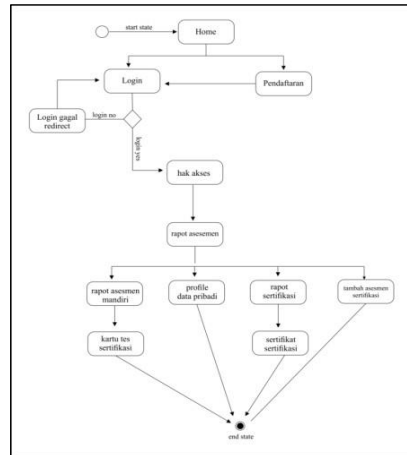 start state
Home
Login
Pendaftaran
Login gagal
redirect
login no
login yes
hak akses
rapot asesemen
rapot asesmen
mandiri
profile
data pribadi
rapot
sertifikasi
tambah asesmen
sertifikasi
kartu tes
sertifikasi
sertifikat
sertifikasi
end state